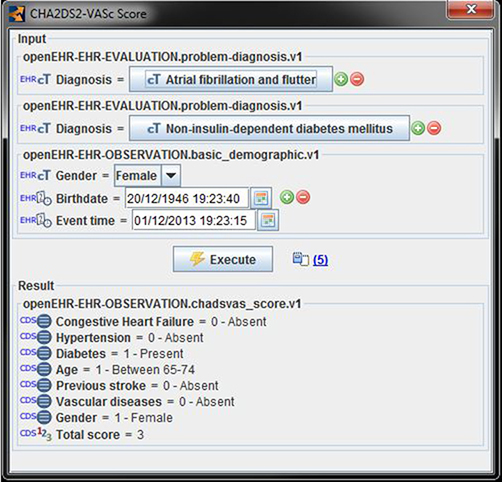 CHA2DS2-VASc Score
Input
openEHR-EHR-EVALUATION.problem-diagnosis.v1
EHR cT Diagnosis = cT Atrial fibrillation and flutter
openEHR-EHR-EVALUATION.problem-diagnosis.v1
EHR cT Diagnosis = cT Non-insulin-dependent diabetes mellitus
openEHR-EHR-OBSERVATION.basic_demographic.v1
EHR cT Gender = Female
EHR Birthdate = 20/12/1946 19:23:40
EHR Event time = 01/12/2013 19:23:15
Execute (5)
Result
openEHR-EHR-OBSERVATION.chadsvas_score.v1
CDS Congestive Heart Failure = 0 - Absent
CDS Hypertension = 0 - Absent
CDS Diabetes = 1 - Present
CDS Age = 1 - Between 65-74
CDS Previous stroke = 0 - Absent
CDS Vascular diseases = 0 - Absent
CDS Gender = 1 - Female
CDS 123 Total score = 3